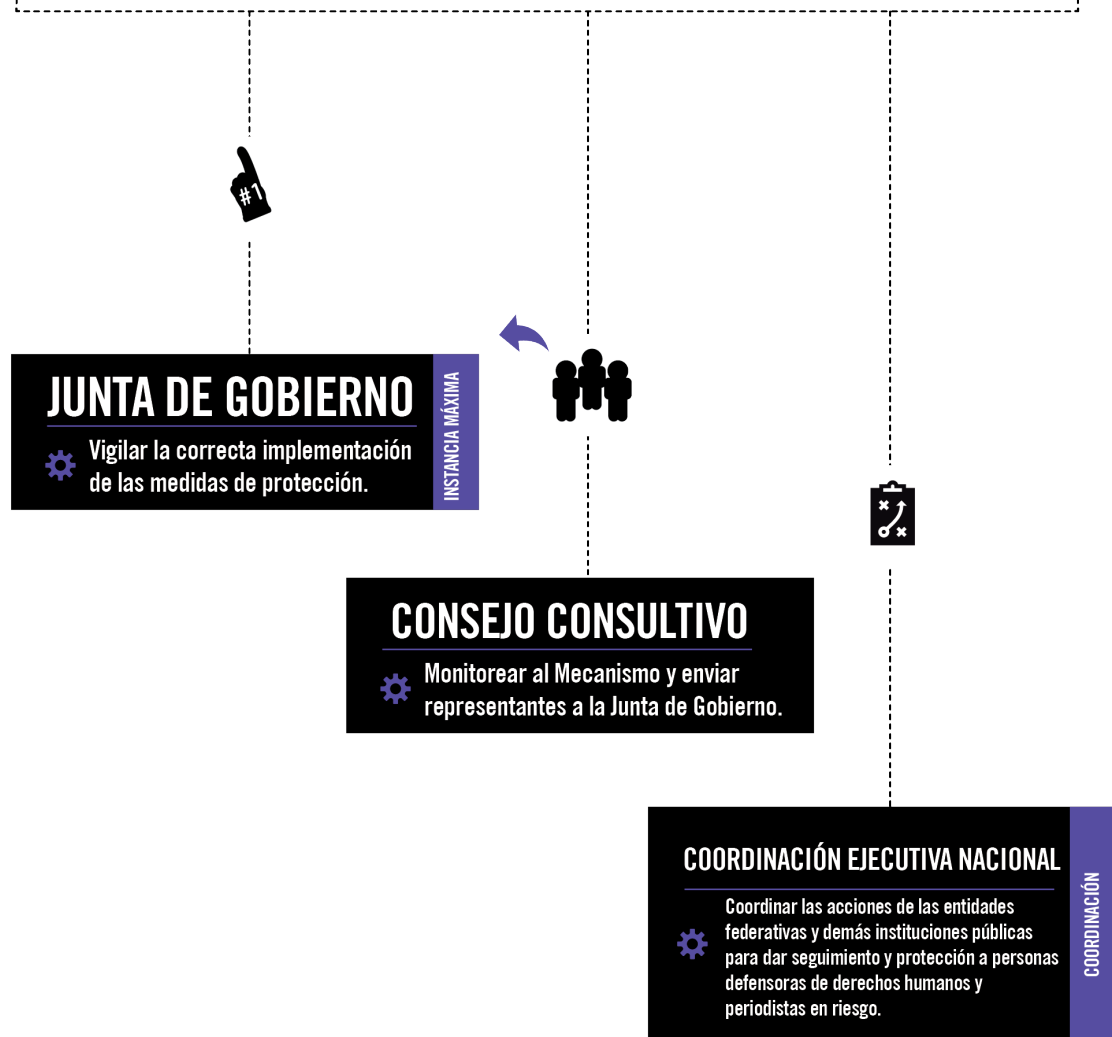 #1
JUNTA DE GOBIERNO
Vigilar la correcta implementación
de las medidas de protección.
INSTANCIA MÁXIMA
CONSEJO CONSULTIVO
Monitorear al Mecanismo y enviar
representantes a la Junta de Gobierno.
COORDINACIÓN EJECUTIVA NACIONAL
Coordinar las acciones de las entidades
federativas y demás instituciones públicas
para dar seguimiento y protección a personas
defensoras de derechos humanos y
periodistas en riesgo.
COORDINACIÓN